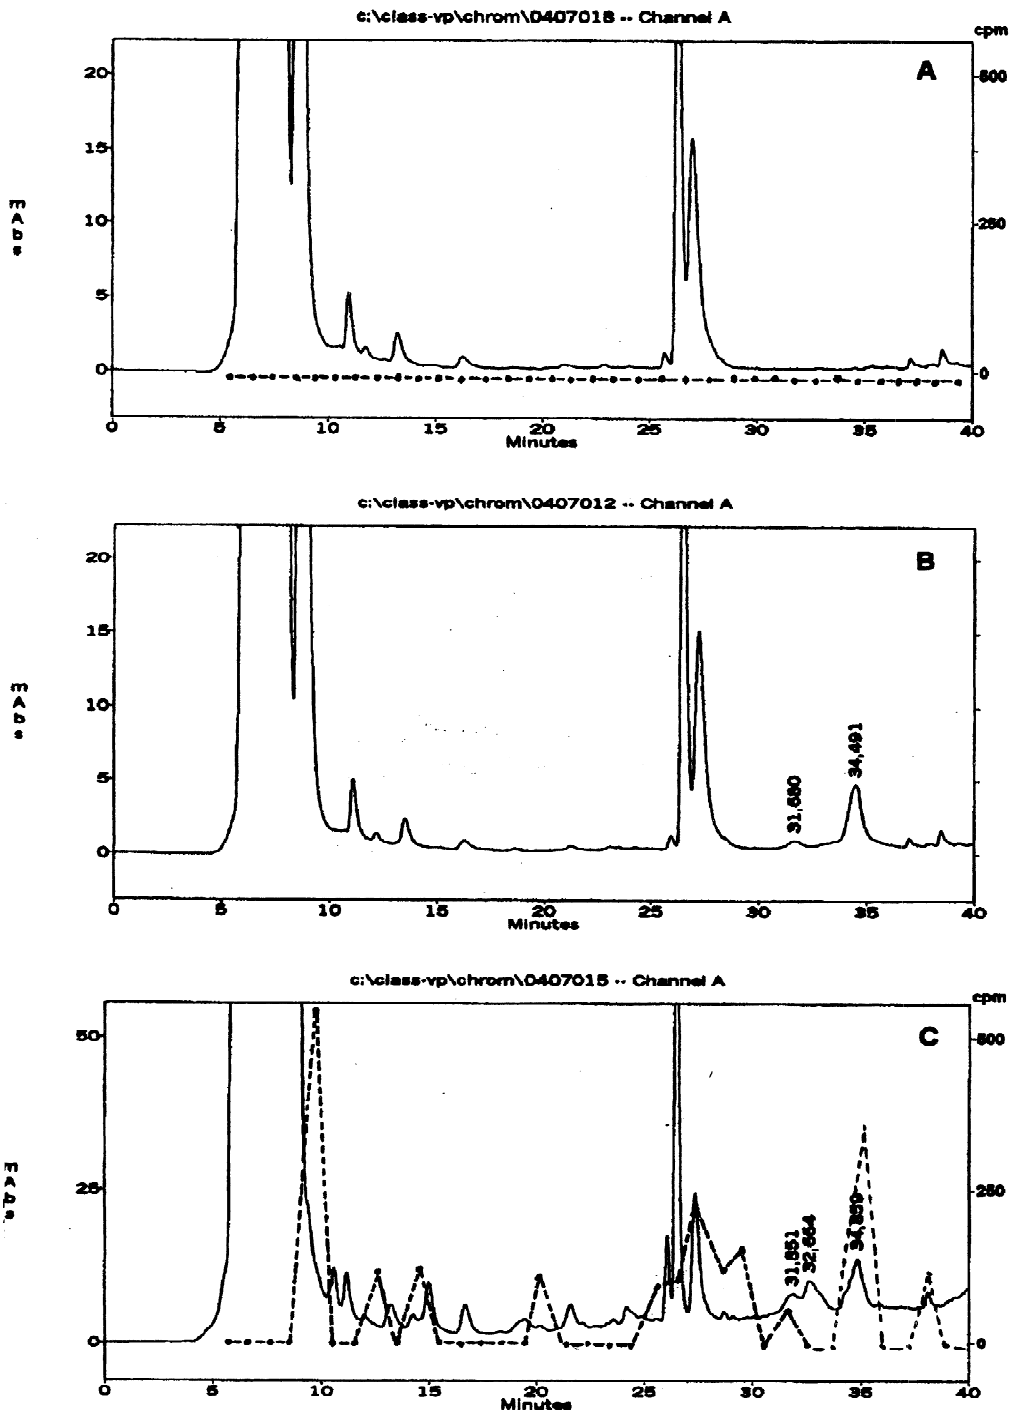 c:\class-vp\chrom\0407018 -- Channel A
cpm
A
20
15
10
5
0
500
250
0
mAbs
0 5 10 15 20 25 30 35 40
Minutes
c:\class-vp\chrom\0407012 -- Channel A
B
20
15
10
5
0
mAbs
31,680
34,491
0 5 10 15 20 25 30 35 40
Minutes
c:\class-vp\chrom\0407015 -- Channel A
cpm
C
50
25
0
500
250
0
mAbs
31,851
32,664
34,859
0 5 10 15 20 25 30 35 40
Minutes